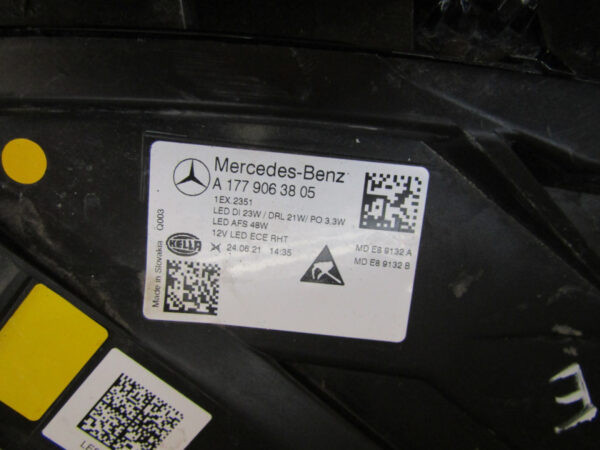 Mercedes-Benz
A 177 906 38 05
1EX.2351
LED DI 23W / DRL 21W/ PO 3,3W
LED AFS 48W
12V LED ECE RHT
HELLA
24.06.21 14:35
MD E8 9132 A
MD E8 9132 B
Made in Slovakia Q003
E